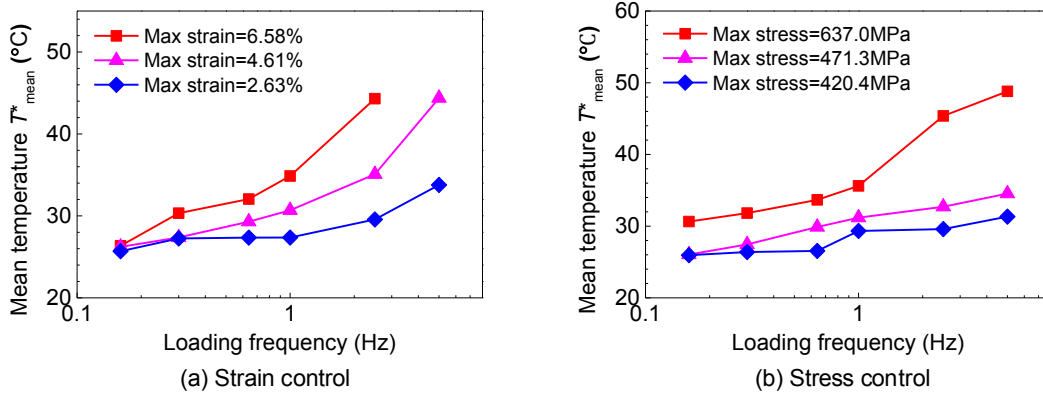 Mean temperature T*mean (°C)
50
40
30
20
0.1
1
Max strain=6.58%
Max strain=4.61%
Max strain=2.63%
Loading frequency (Hz)
(a) Strain control
Mean temperature T*mean (°C)
60
50
40
30
20
0.1
1
Max stress=637.0MPa
Max stress=471.3MPa
Max stress=420.4MPa
Loading frequency (Hz)
(b) Stress control